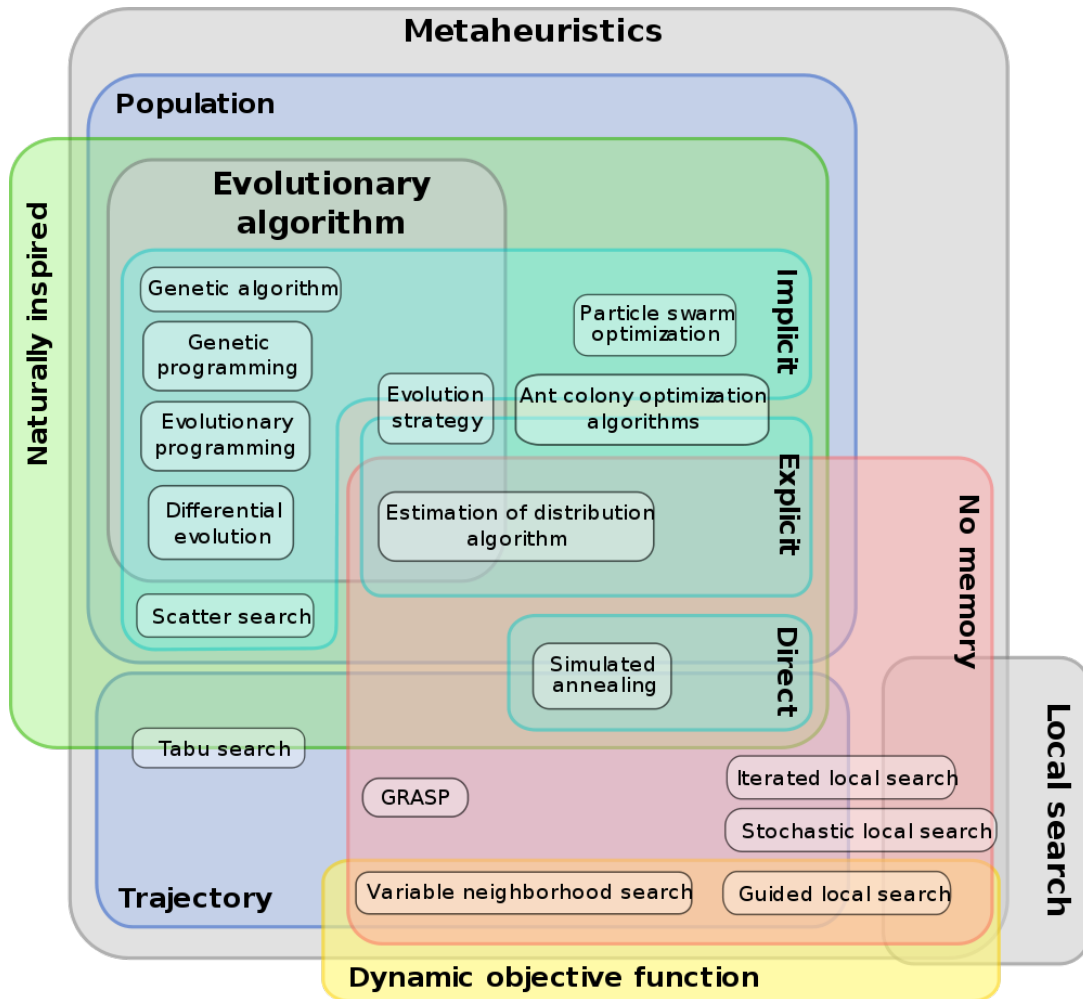 Metaheuristics
Population
Evolutionary
algorithm
Naturally inspired
Implicit
Genetic algorithm
Particle swarm
optimization
Genetic
programming
Evolution
strategy
Ant colony optimization
algorithms
Evolutionary
programming
Explicit
No memory
Differential
evolution
Estimation of distribution
algorithm
Scatter search
Direct
Simulated
annealing
Local search
Tabu search
GRASP
Iterated local search
Stochastic local search
Trajectory
Variable neighborhood search
Guided local search
Dynamic objective function